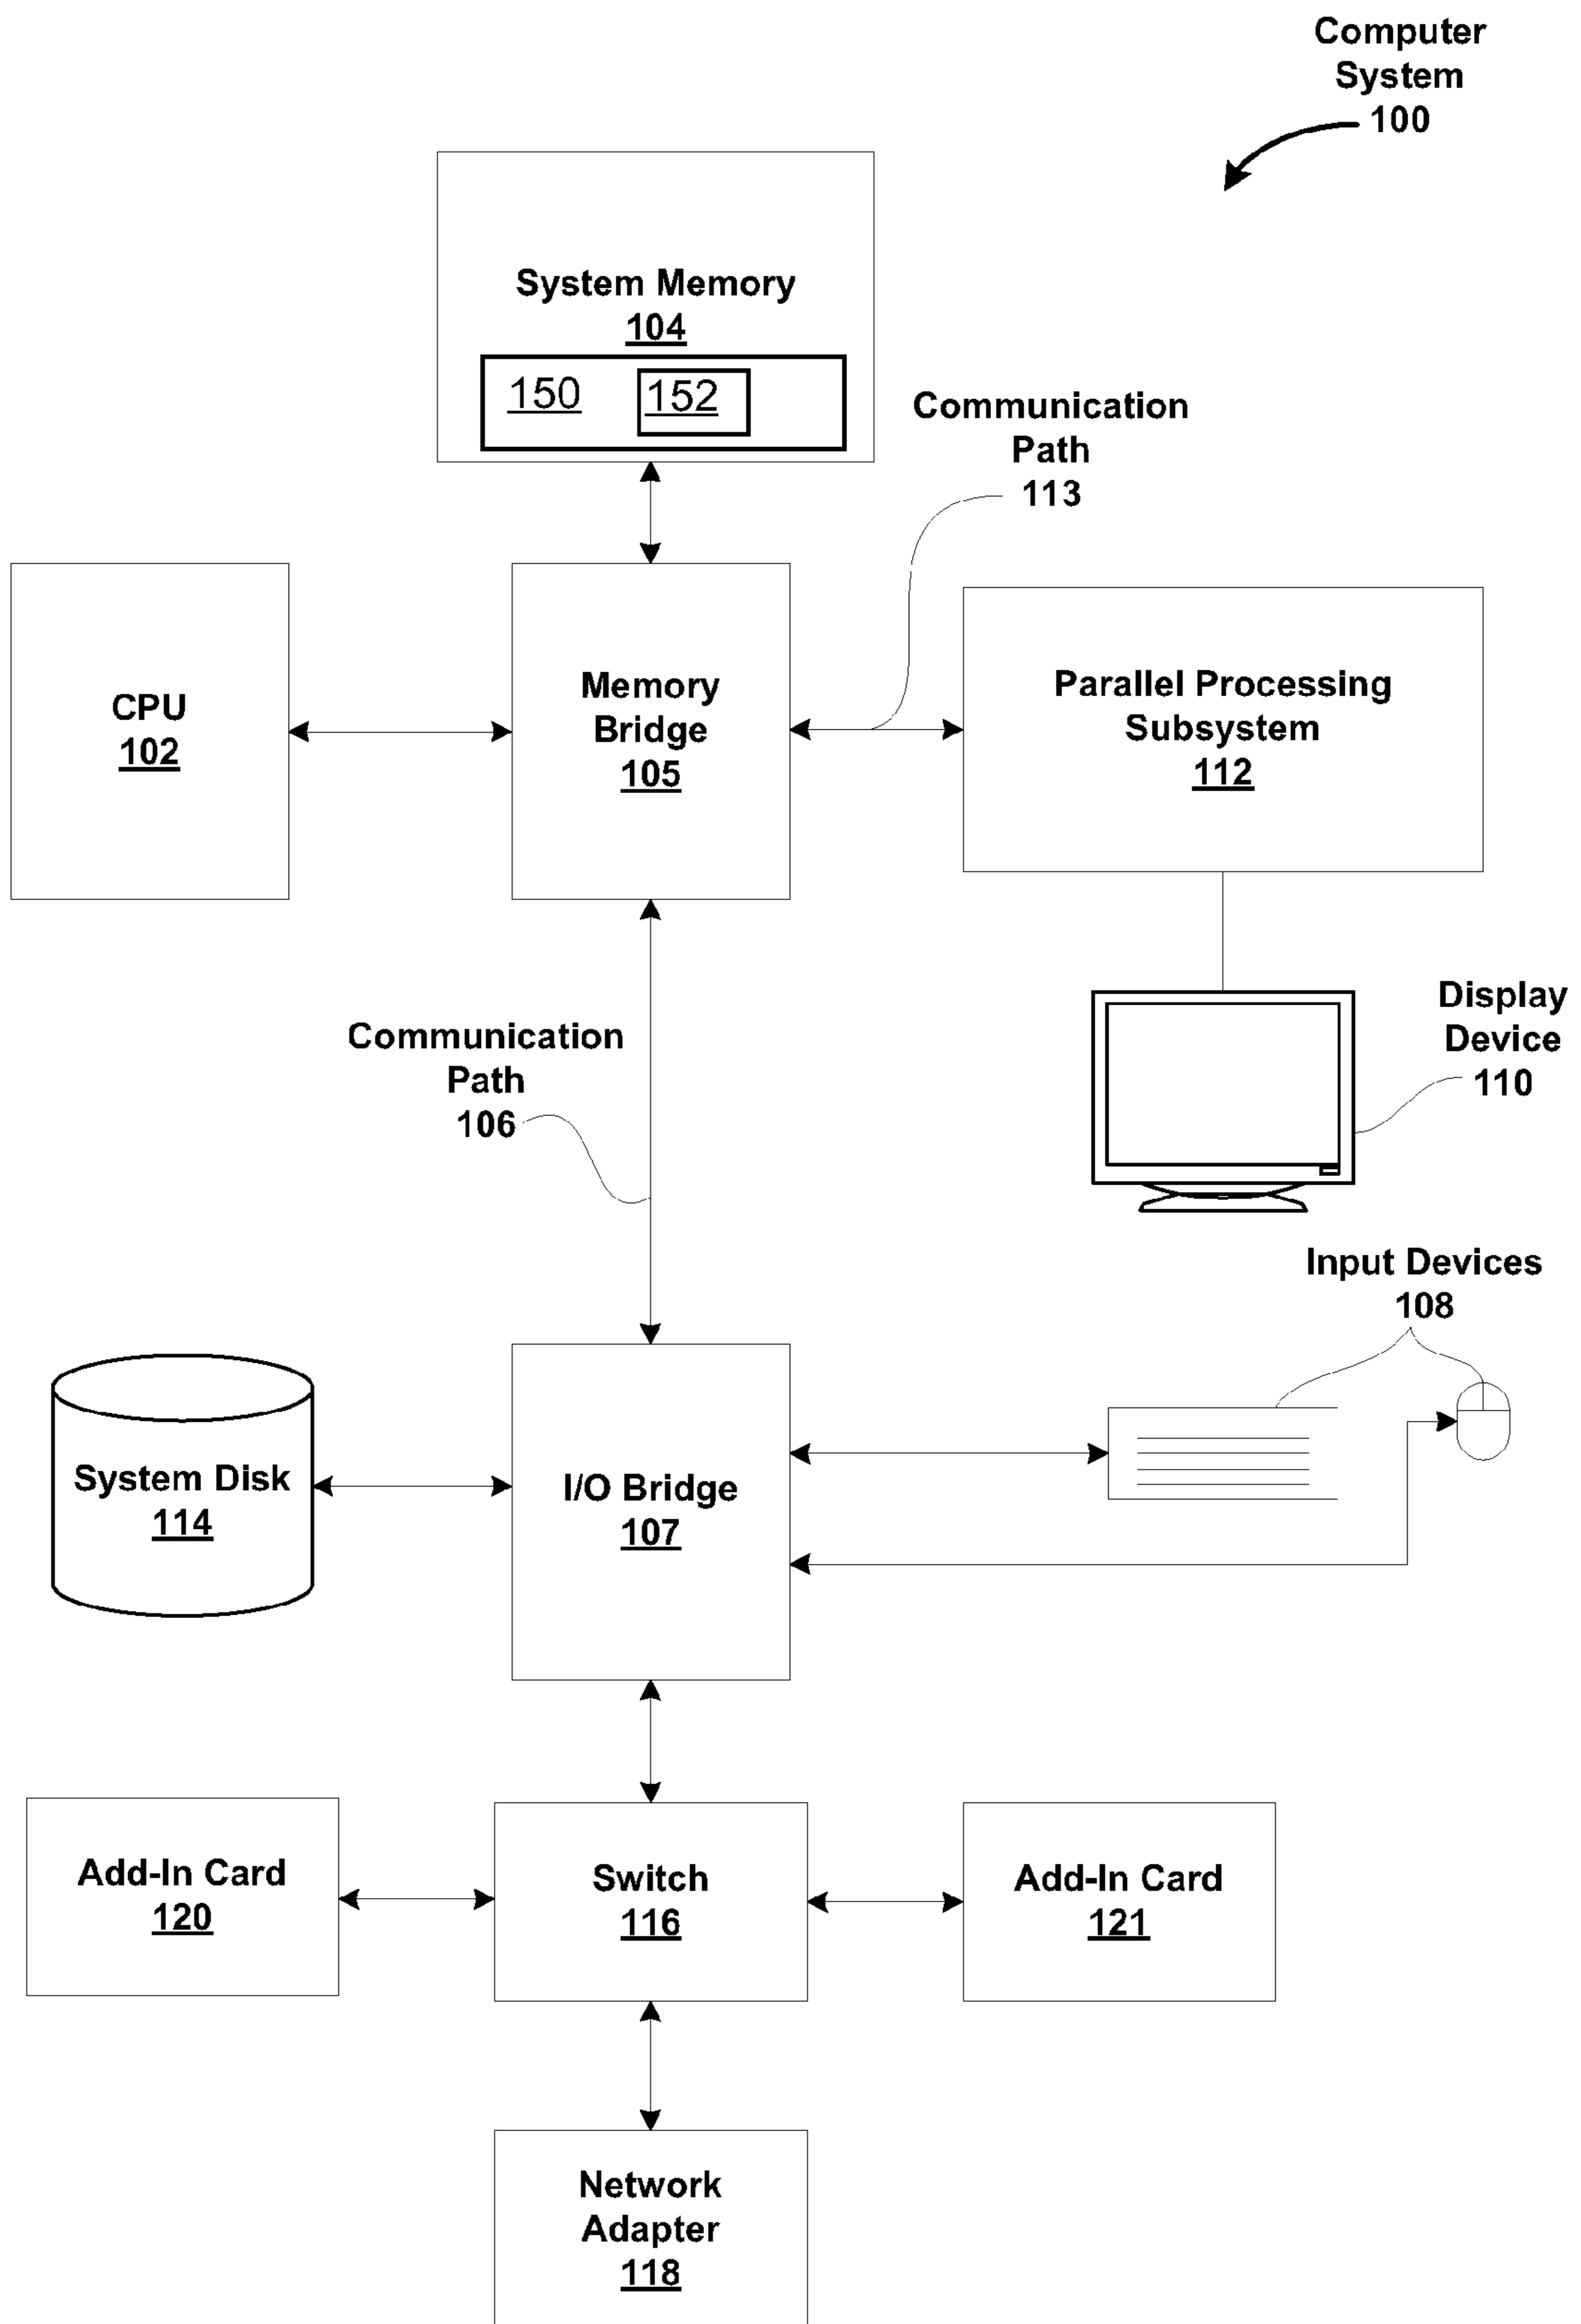 Computer
System
100
System Memory
104
150
152
Communication
Path
113
CPU
102
Memory
Bridge
105
Parallel Processing
Subsystem
112
Communication
Path
106
Display
Device
110
Input Devices
108
System Disk
114
I/O Bridge
107
Add-In Card
120
Switch
116
Add-In Card
121
Network
Adapter
118